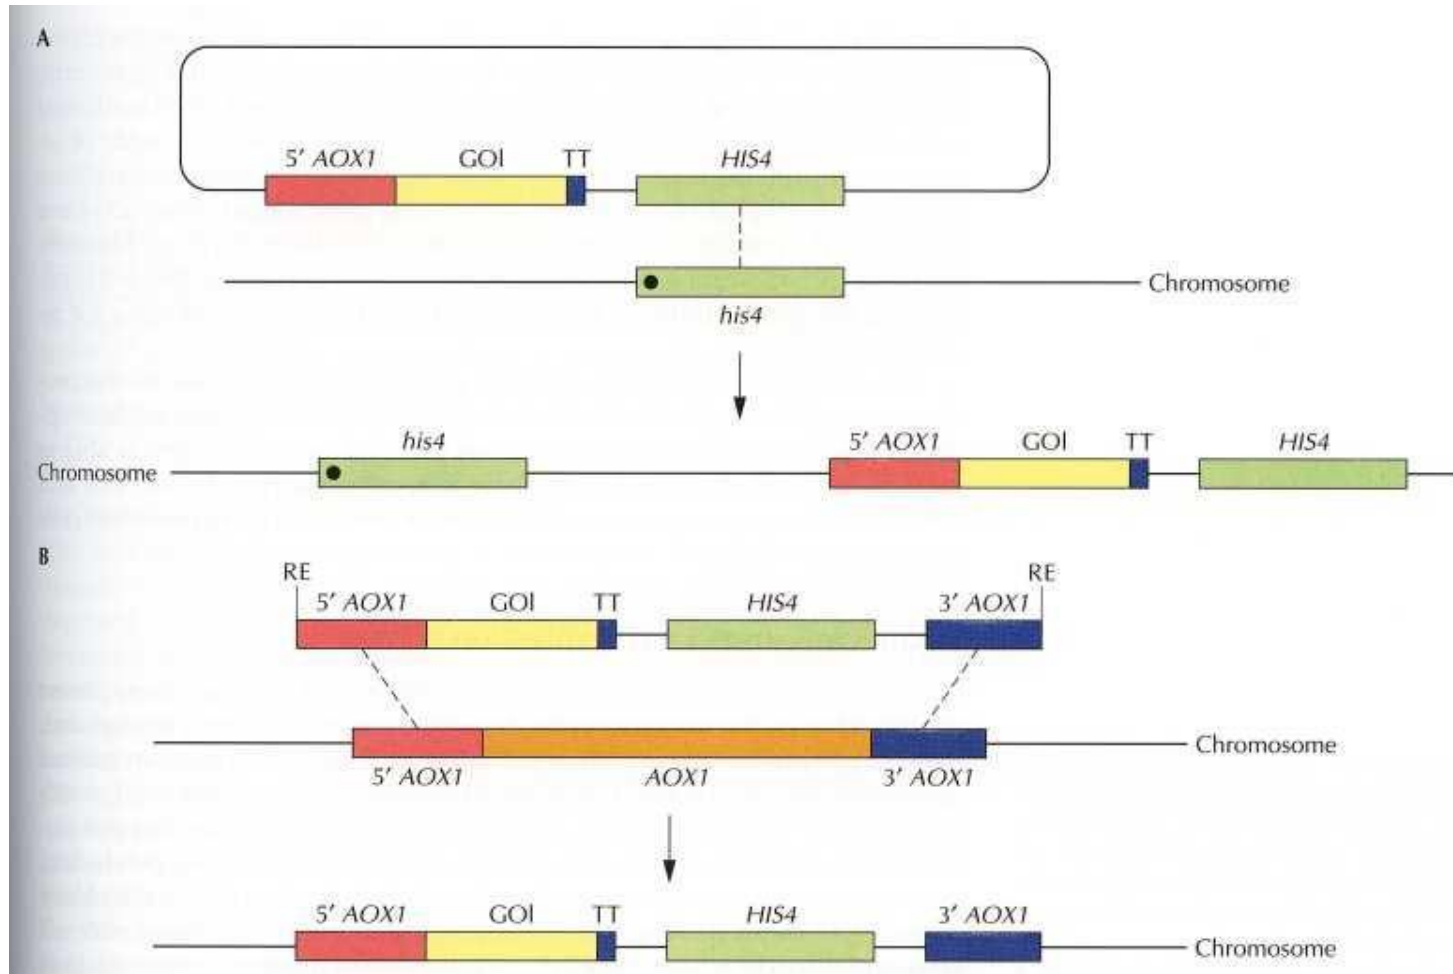 A
5' AOX1 GOI TT HIS4
Chromosome
his4
his4 5' AOX1 GOI TT HIS4
Chromosome
B
RE RE
5' AOX1 GOI TT HIS4 3' AOX1
Chromosome
5' AOX1 AOX1 3' AOX1
5' AOX1 GOI TT HIS4 3' AOX1
Chromosome